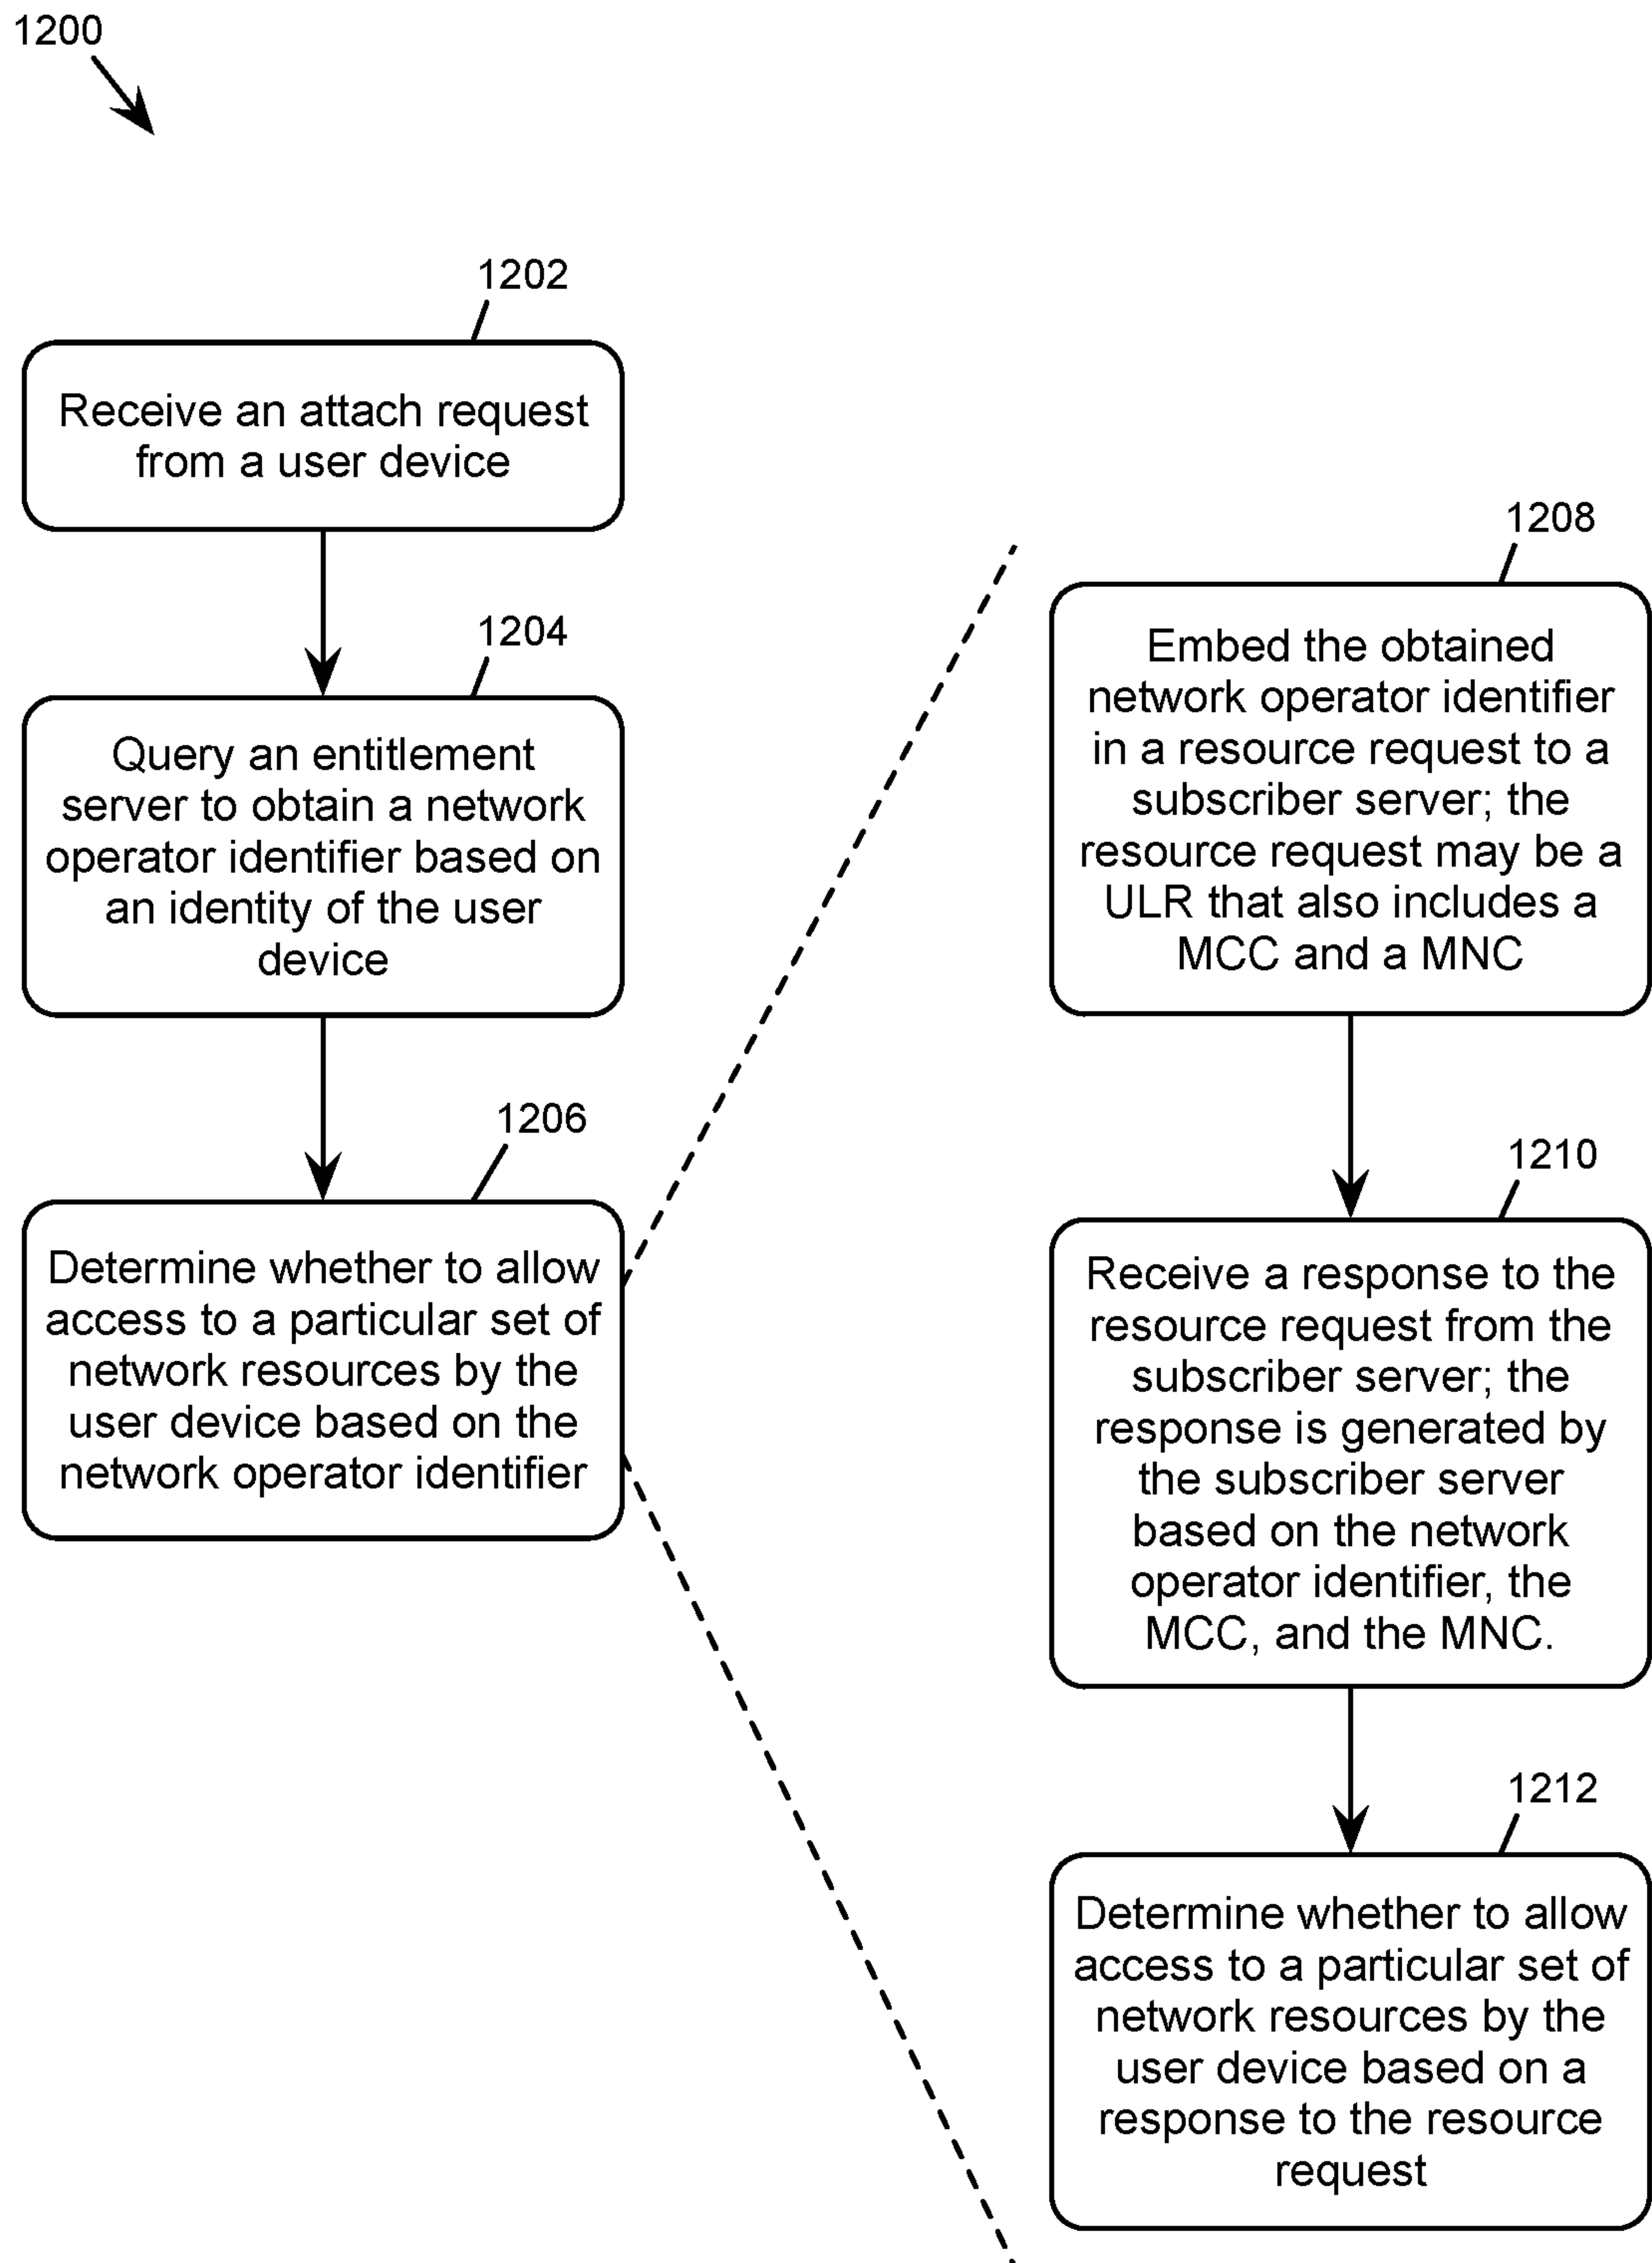 1200
1202
Receive an attach request
from a user device
1204
Query an entitlement
server to obtain a network
operator identifier based on
an identity of the user
device
1206
Determine whether to allow
access to a particular set of
network resources by the
user device based on the
network operator identifier
1208
Embed the obtained
network operator identifier
in a resource request to a
subscriber server; the
resource request may be a
ULR that also includes a
MCC and a MNC
1210
Receive a response to the
resource request from the
subscriber server; the
response is generated by
the subscriber server
based on the network
operator identifier, the
MCC, and the MNC.
1212
Determine whether to allow
access to a particular set of
network resources by the
user device based on a
response to the resource
request